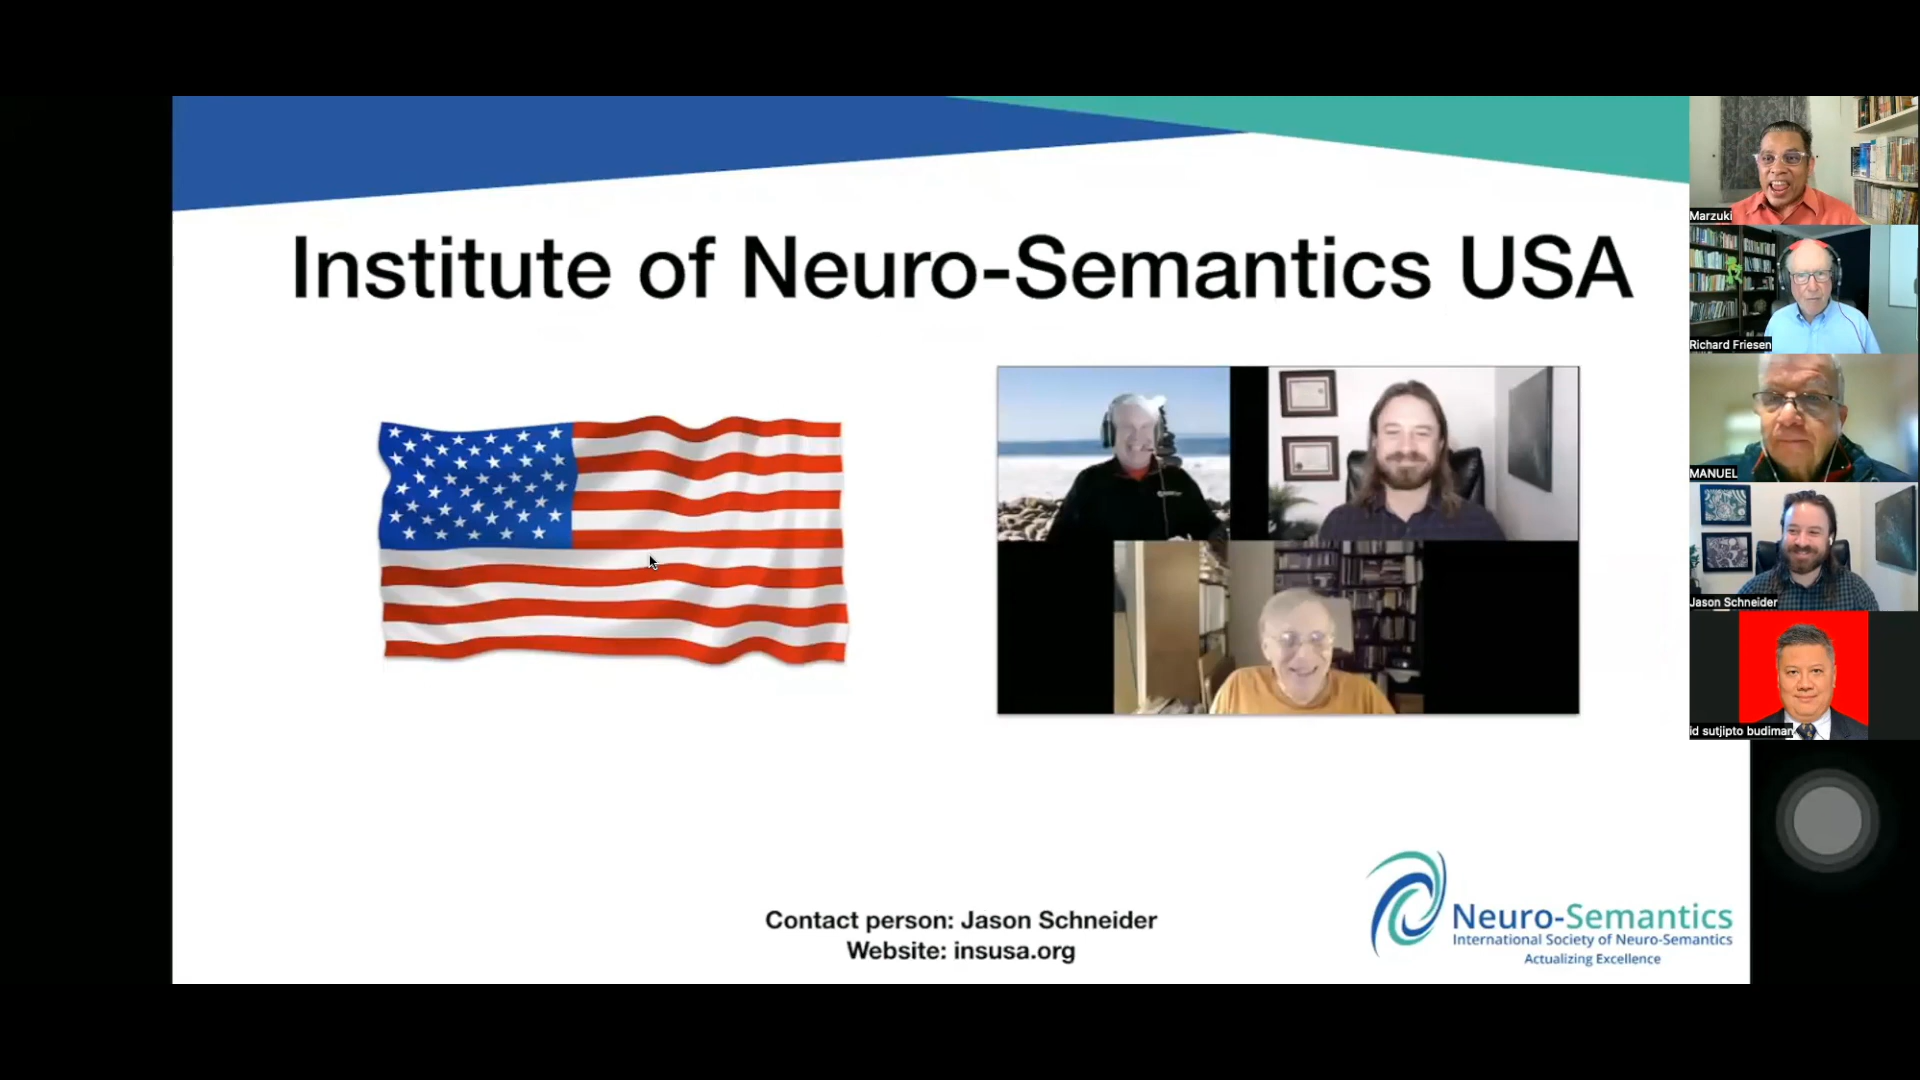 Institute of Neuro-Semantics USA
Contact person: Jason Schneider
Website: insusa.org
Neuro-Semantics
International Society of Neuro-Semantics
Actualizing Excellence
Marzuki
Richard Friesen
MANUEL
Jason Schneider
id sutjipto budiman